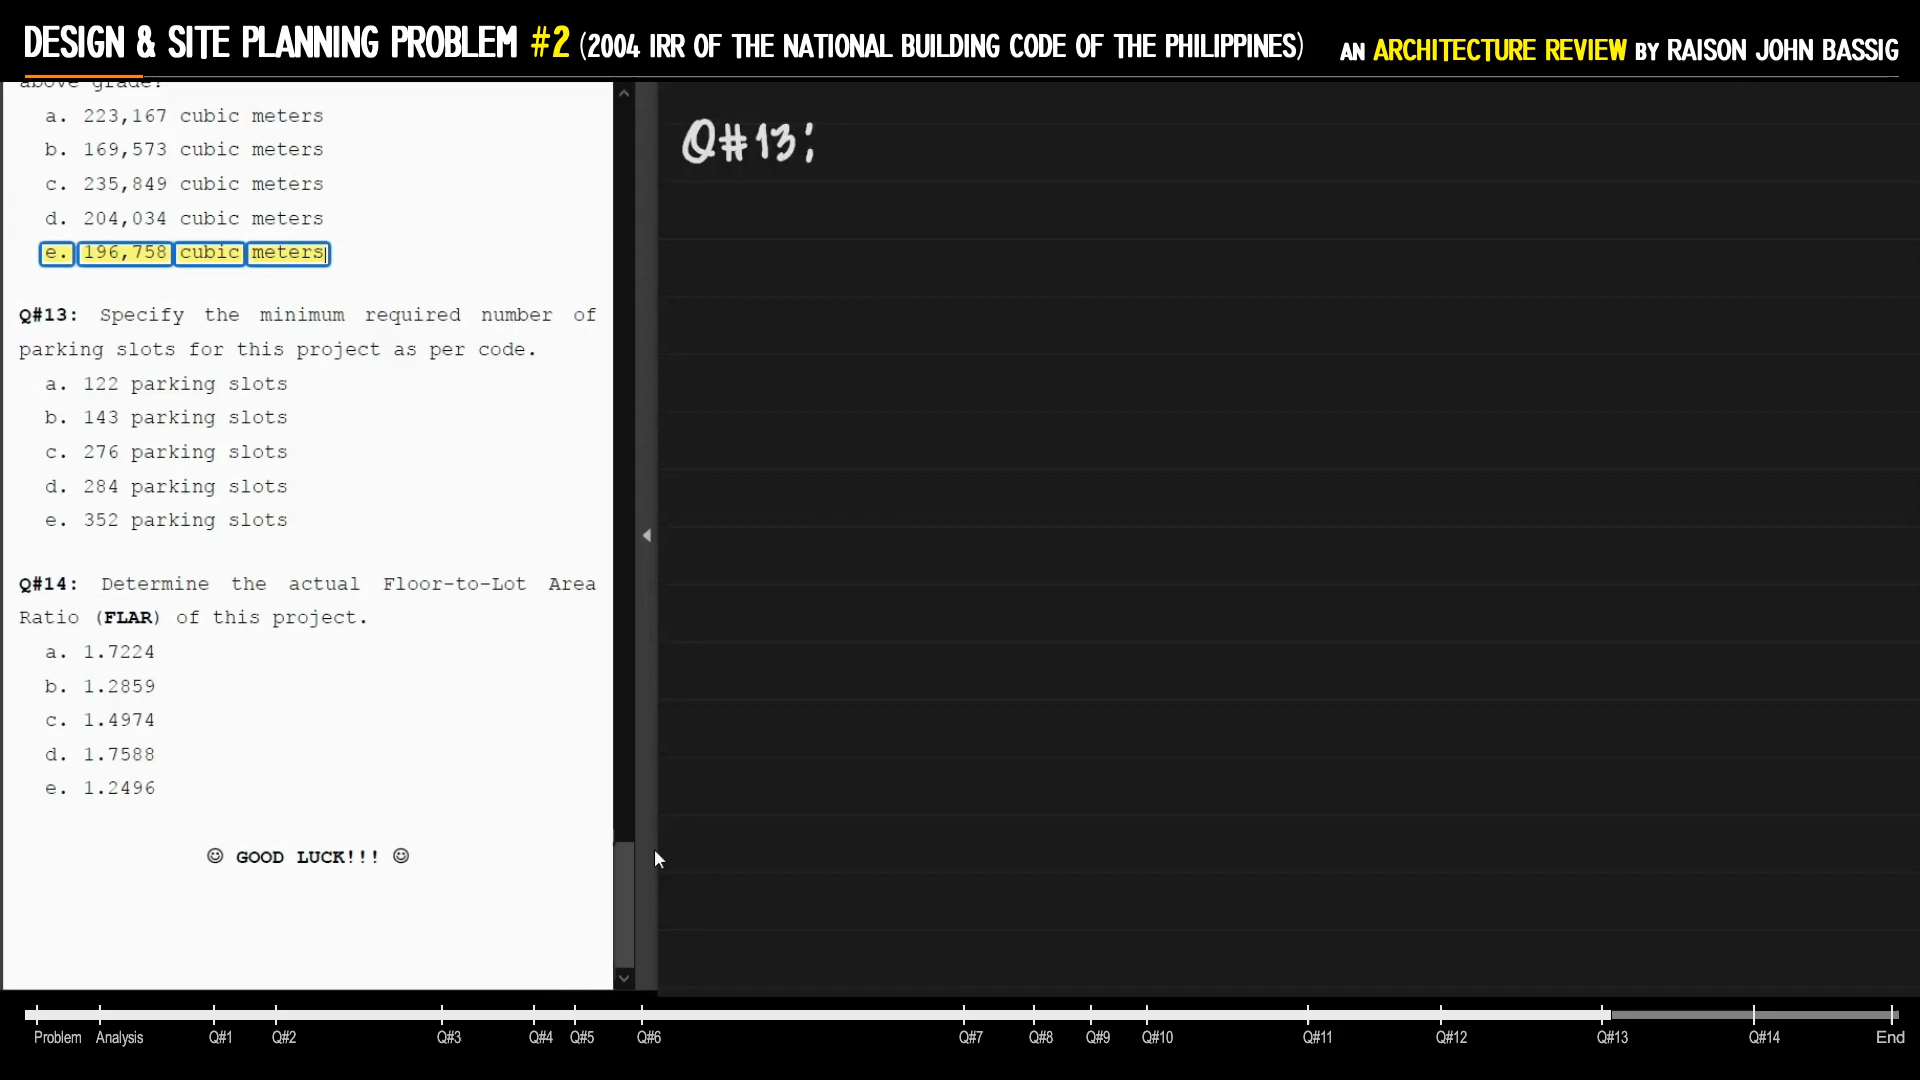 DESIGN & SITE PLANNING PROBLEM #2 (2004 IRR OF THE NATIONAL BUILDING CODE OF THE PHILIPPINES) AN ARCHITECTURE REVIEW BY RAISON JOHN BASSIG
above grade?
a. 223,167 cubic meters
b. 169,573 cubic meters
c. 235,849 cubic meters
d. 204,034 cubic meters
e. 196,758 cubic meters
Q#13: Specify the minimum required number of
parking slots for this project as per code.
a. 122 parking slots
b. 143 parking slots
c. 276 parking slots
d. 284 parking slots
e. 352 parking slots
Q#14: Determine the actual Floor-to-Lot Area
Ratio (FLAR) of this project.
a. 1.7224
b. 1.2859
c. 1.4974
d. 1.7588
e. 1.2496
☺ GOOD LUCK!!! ☺
Q#13:
Problem Analysis Q#1 Q#2 Q#3 Q#4 Q#5 Q#6 Q#7 Q#8 Q#9 Q#10 Q#11 Q#12 Q#13 Q#14 End